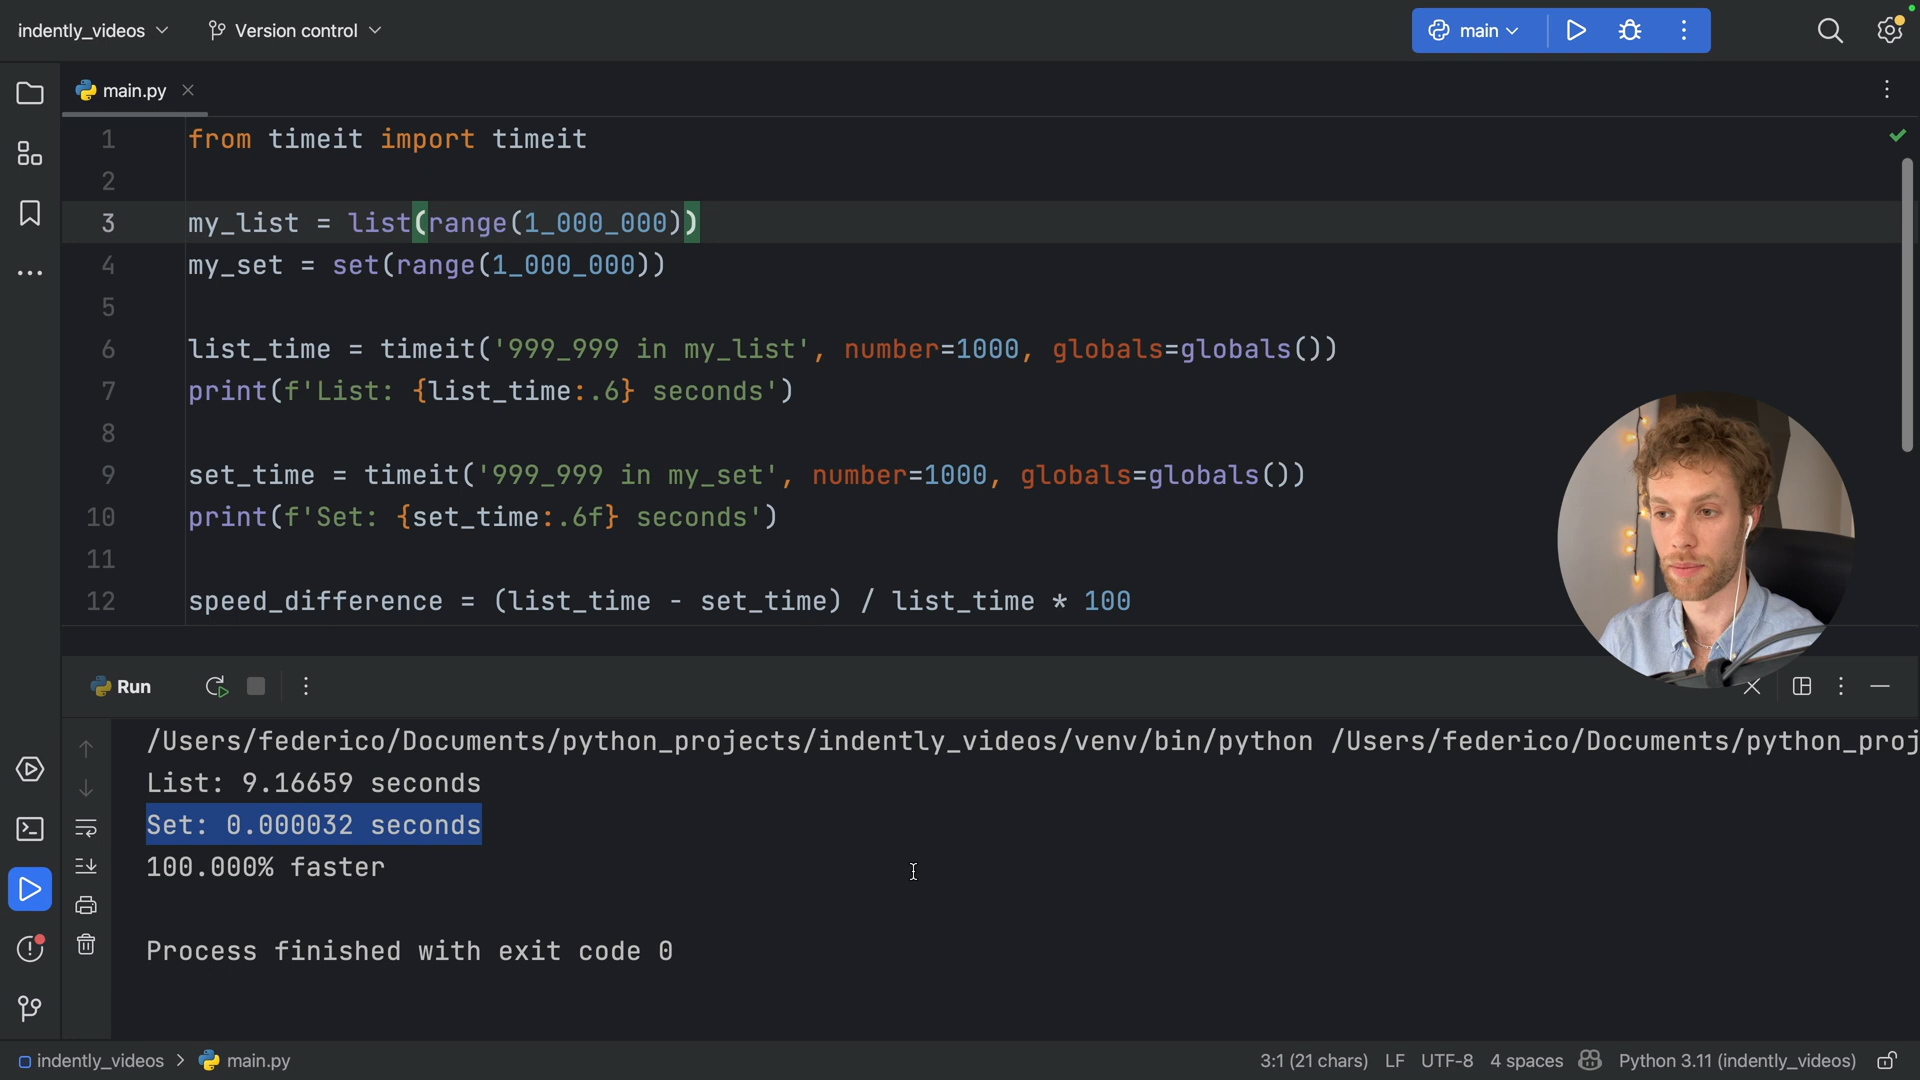 indently_videos Version control main
main.py
1 from timeit import timeit
2
3 my_list = list(range(1_000_000))
4 my_set = set(range(1_000_000))
5
6 list_time = timeit('999_999 in my_list', number=1000, globals=globals())
7 print(f'List: {list_time:.6} seconds')
8
9 set_time = timeit('999_999 in my_set', number=1000, globals=globals())
10 print(f'Set: {set_time:.6f} seconds')
11
12 speed_difference = (list_time - set_time) / list_time * 100
Run
/Users/federico/Documents/python_projects/indently_videos/venv/bin/python /Users/federico/Documents/python_proj
List: 9.16659 seconds
Set: 0.000032 seconds
100.000% faster
Process finished with exit code 0
indently_videos > main.py 3:1 (21 chars) LF UTF-8 4 spaces Python 3.11 (indently_videos)